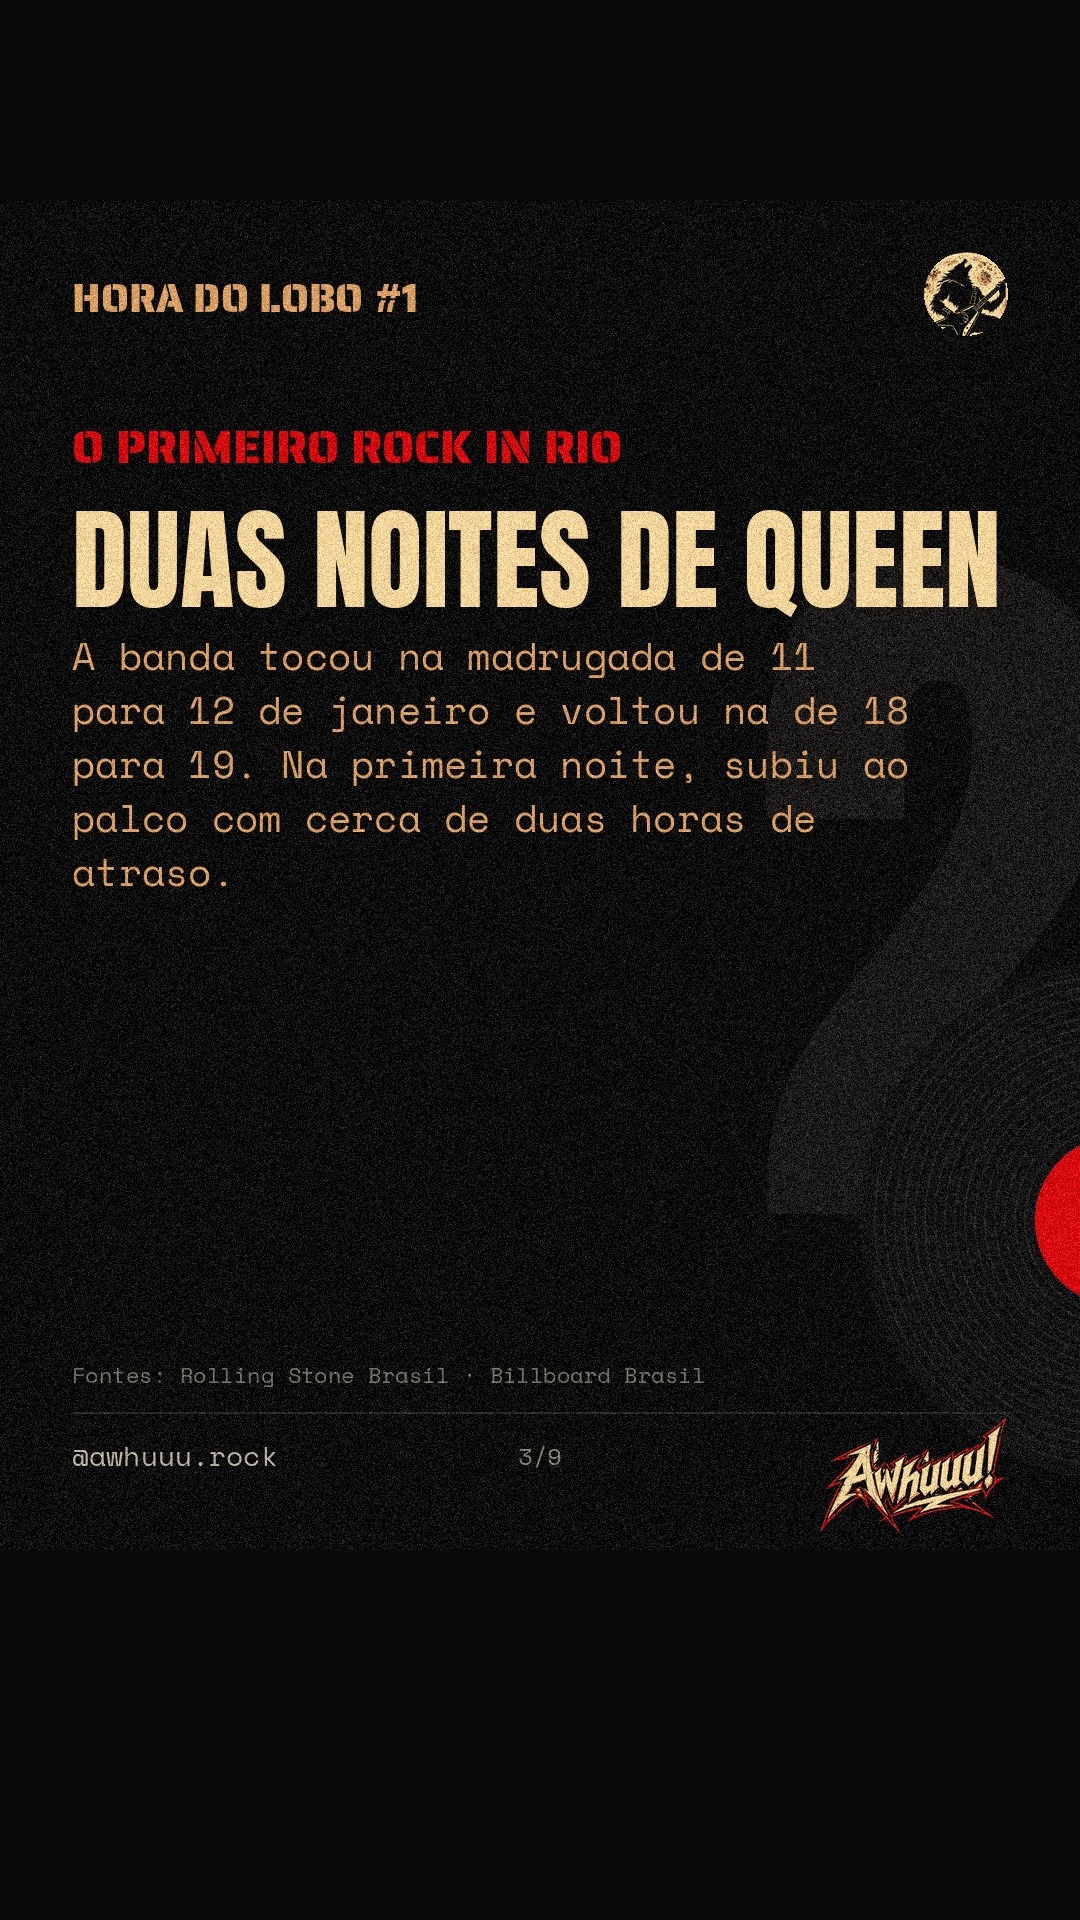 HORA DO LOBO #1
O PRIMEIRO ROCK IN RIO
DUAS NOITES DE QUEEN
A banda tocou na madrugada de 11
para 12 de janeiro e voltou na de 18
para 19. Na primeira noite, subiu ao
palco com cerca de duas horas de
atraso.
2
Fontes: Rolling Stone Brasil · Billboard Brasil
@awhuuu.rock
3/9
Awhuuu!